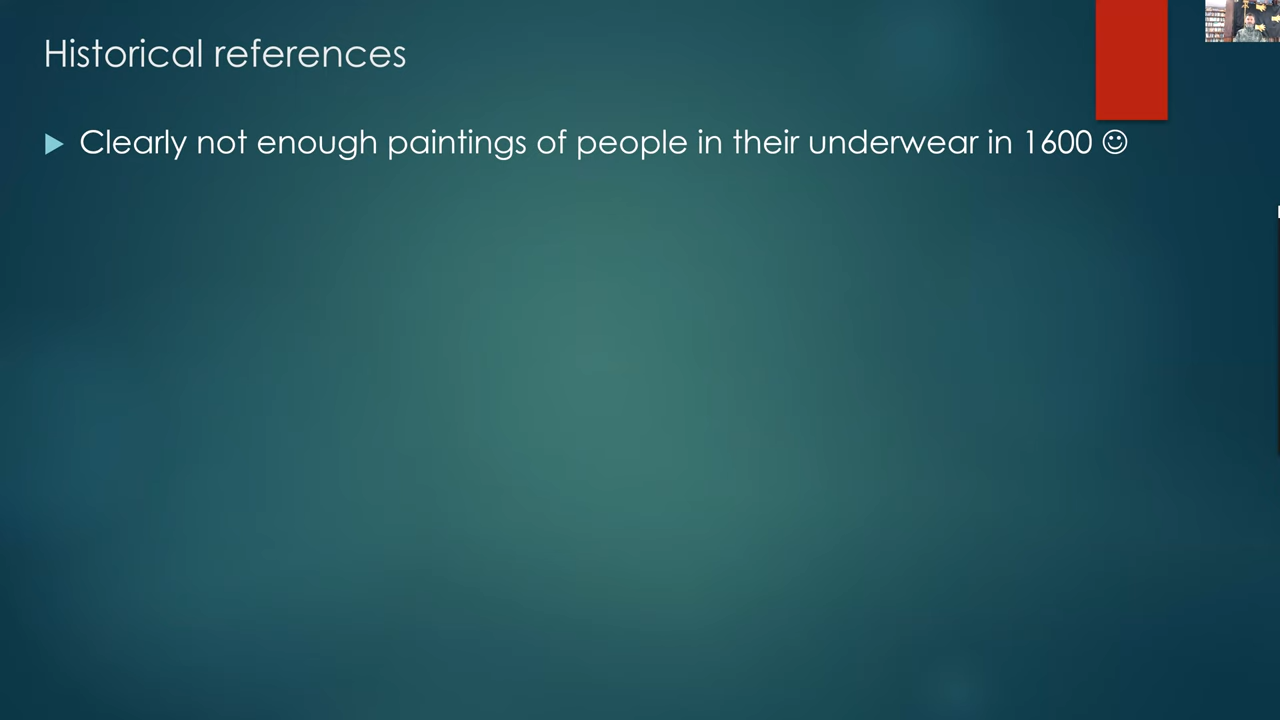 Historical references
Clearly not enough paintings of people in their underwear in 1600 ☺